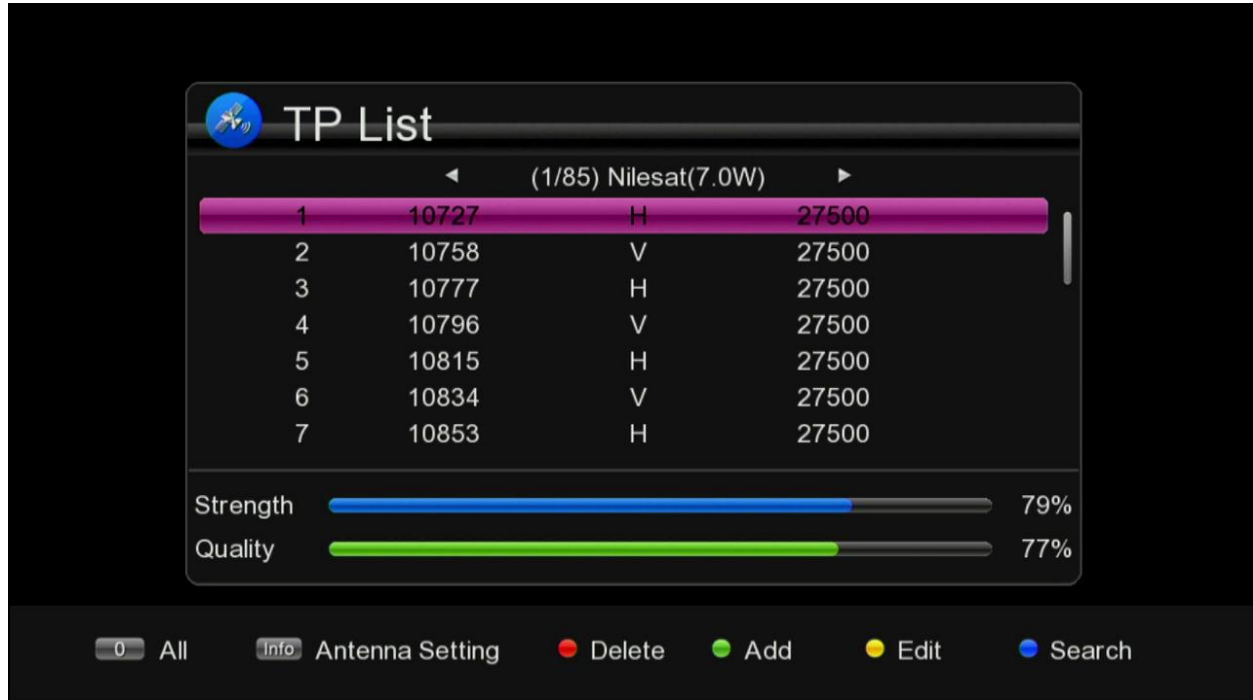 TP List
◀ (1/85) Nilesat(7.0W) ▶
1 10727 H 27500
2 10758 V 27500
3 10777 H 27500
4 10796 V 27500
5 10815 H 27500
6 10834 V 27500
7 10853 H 27500
Strength 79%
Quality 77%
0 All Info Antenna Setting Delete Add Edit Search